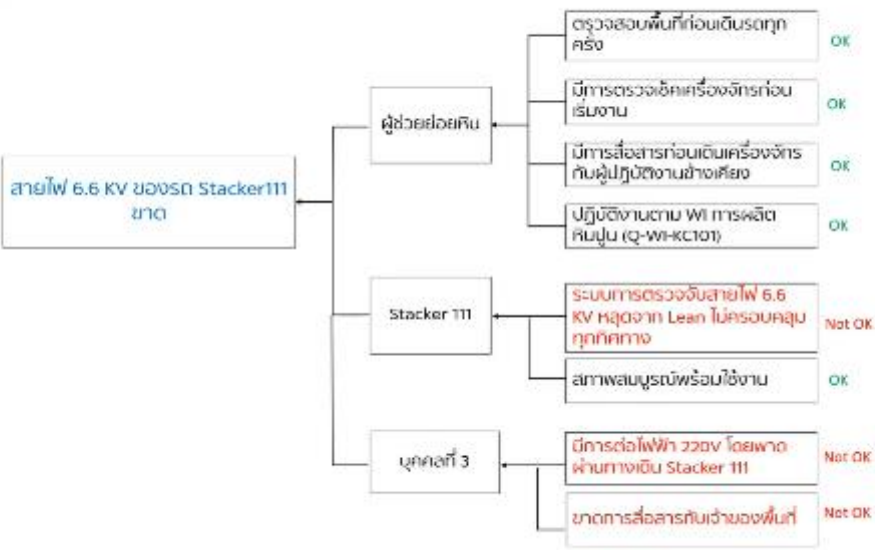 ตรวจสอบพื้นที่ก่อนเดินรถทุก
ครั้ง
OK
มีการตรวจเช็คเครื่องจักรก่อน
เริ่มงาน
OK
ผู้ช่วยย่อยหิน
มีการสื่อสารก่อนเดินเครื่องจักร
กับผู้ปฏิบัติงานข้างเคียง
OK
ปฏิบัติงานตาม WI การผลิต
หินปูน (Q-WI-KC101)
OK
สายไฟ 6.6 KV ของรถ Stacker111
ขาด
Stacker 111
ระบบการตรวจจับสายไฟ 6.6
KV หลุดจาก Lean ไม่ครอบคลุม
ทุกทิศทาง
Not OK
สภาพสมบูรณ์พร้อมใช้งาน
OK
บุคคลที่ 3
มีการต่อไฟฟ้า 220V โดยพาด
ผ่านทางเดิน Stacker 111
Not OK
ขาดการสื่อสารกับเจ้าของพื้นที่
Not OK